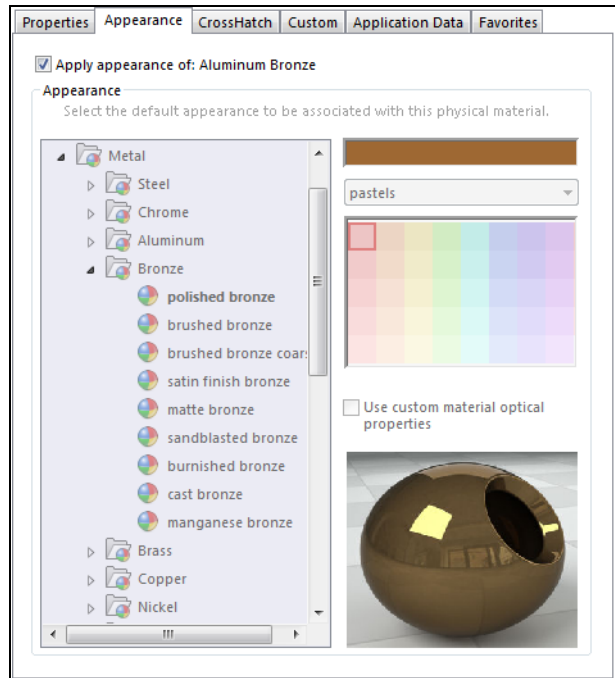 Properties Appearance CrossHatch Custom Application Data Favorites
Apply appearance of: Aluminum Bronze
Appearance
Select the default appearance to be associated with this physical material.
Metal
Steel
Chrome
Aluminum
Bronze
polished bronze
brushed bronze
brushed bronze coar
satin finish bronze
matte bronze
sandblasted bronze
burnished bronze
cast bronze
manganese bronze
Brass
Copper
Nickel
pastels
Use custom material optical
properties